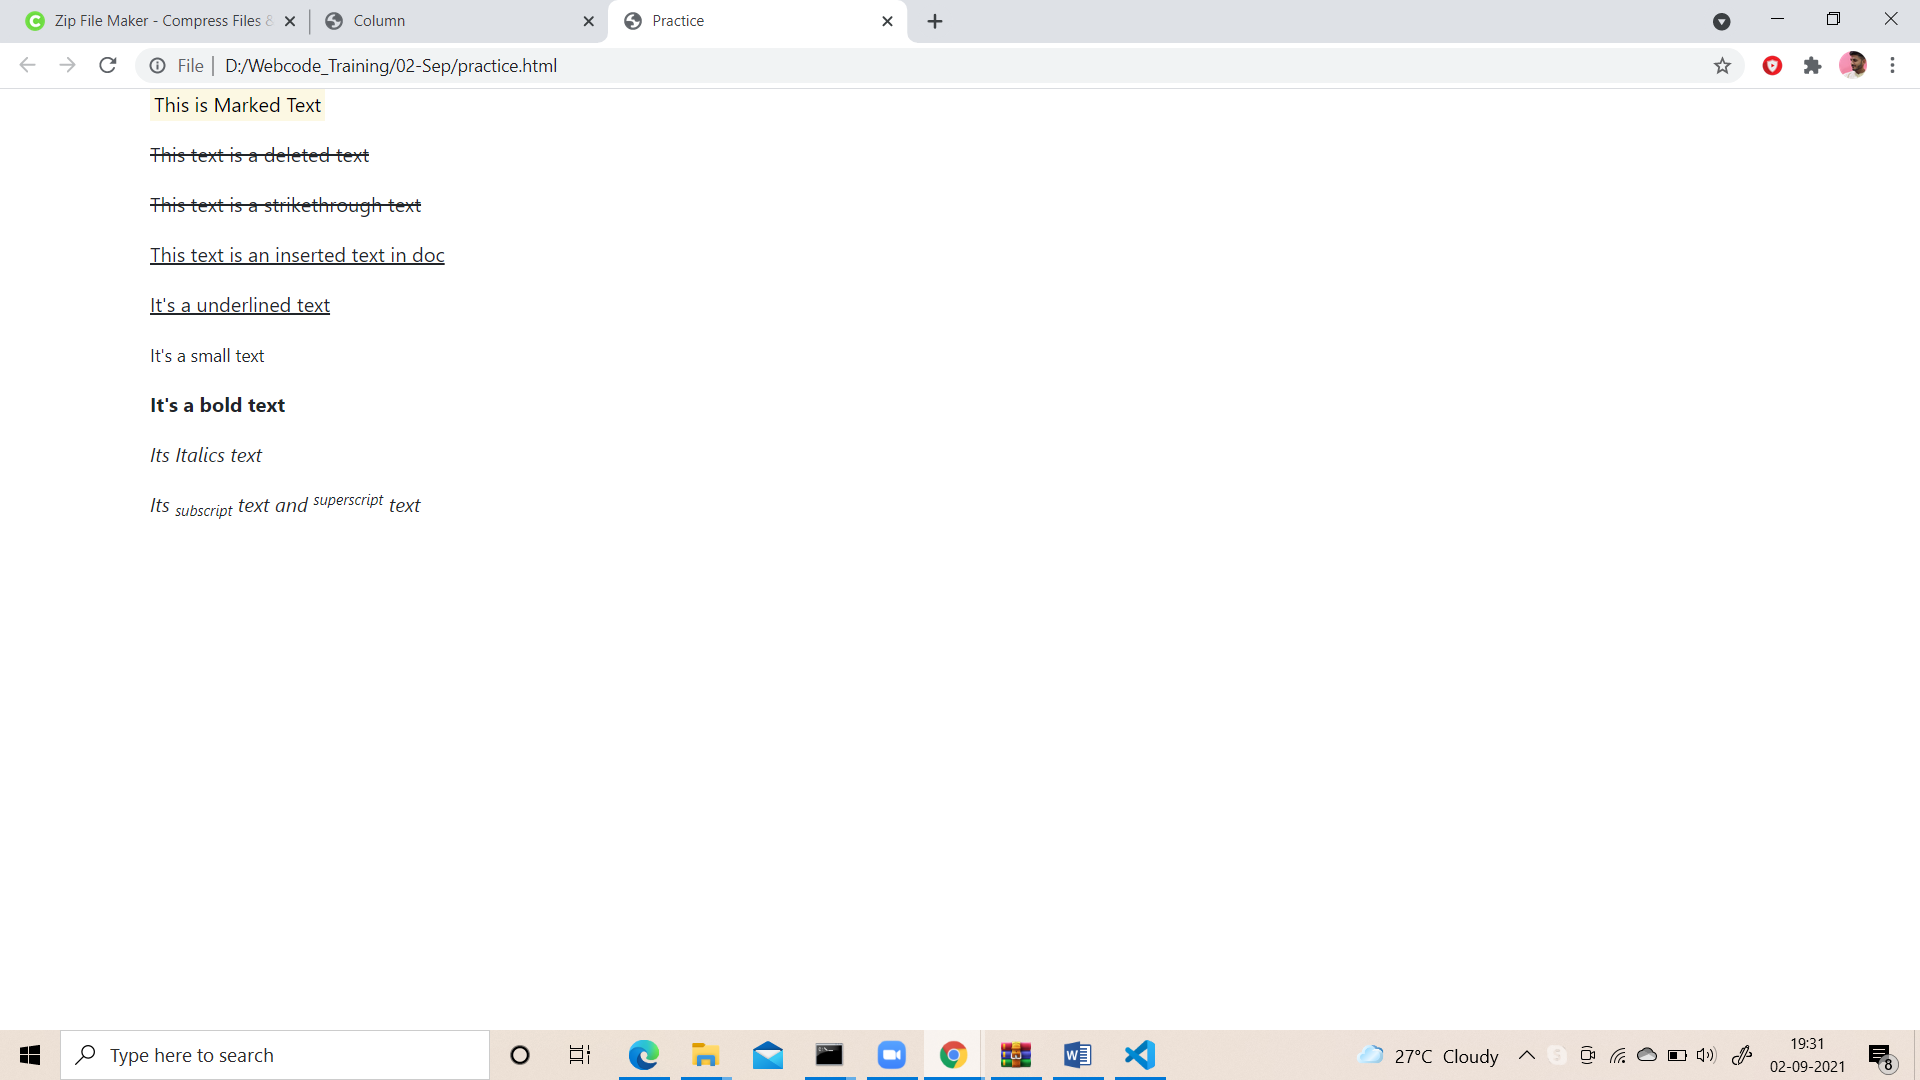 Zip File Maker - Compress Files &
Column
Practice
File | D:/Webcode_Training/02-Sep/practice.html
This is Marked Text
This text is a deleted text
This text is a strikethrough text
This text is an inserted text in doc
It's a underlined text
It's a small text
It's a bold text
Its Italics text
Its subscript text and superscript text
Type here to search
27°C Cloudy
19:31
02-09-2021
8